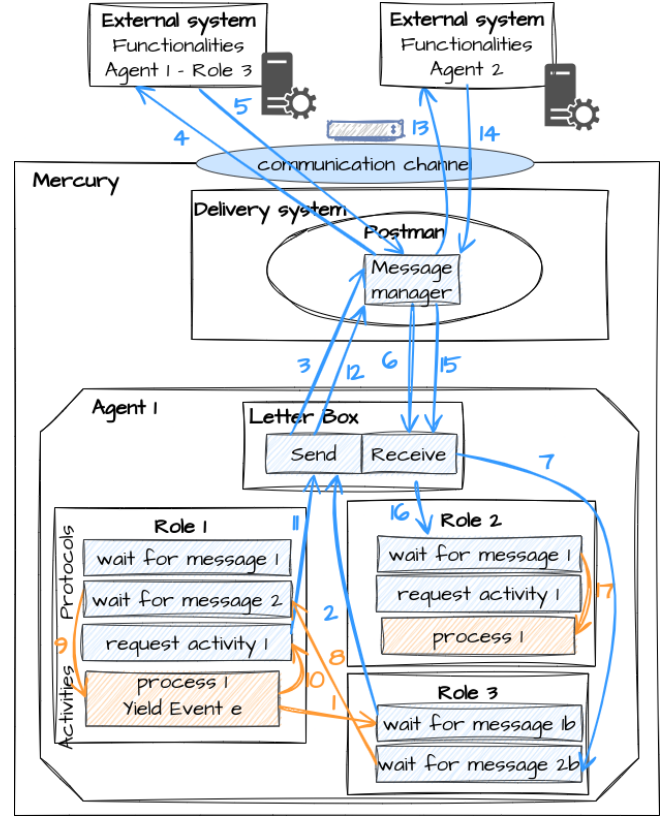 External system
Functionalities
Agent 1 - Role 3
External system
Functionalities
Agent 2
4
5
13
14
communication channel
Mercury
Delivery system
Postman
Message
manager
3
12
6
15
Agent 1
Letter Box
Send
Receive
7
11
2
16
Protocols
Activities
Role 1
wait for message 1
wait for message 2
request activity 1
process 1
Yield Event e
9
10
8
1
Role 2
wait for message 1
request activity 1
process 1
17
Role 3
wait for message 1b
wait for message 2b